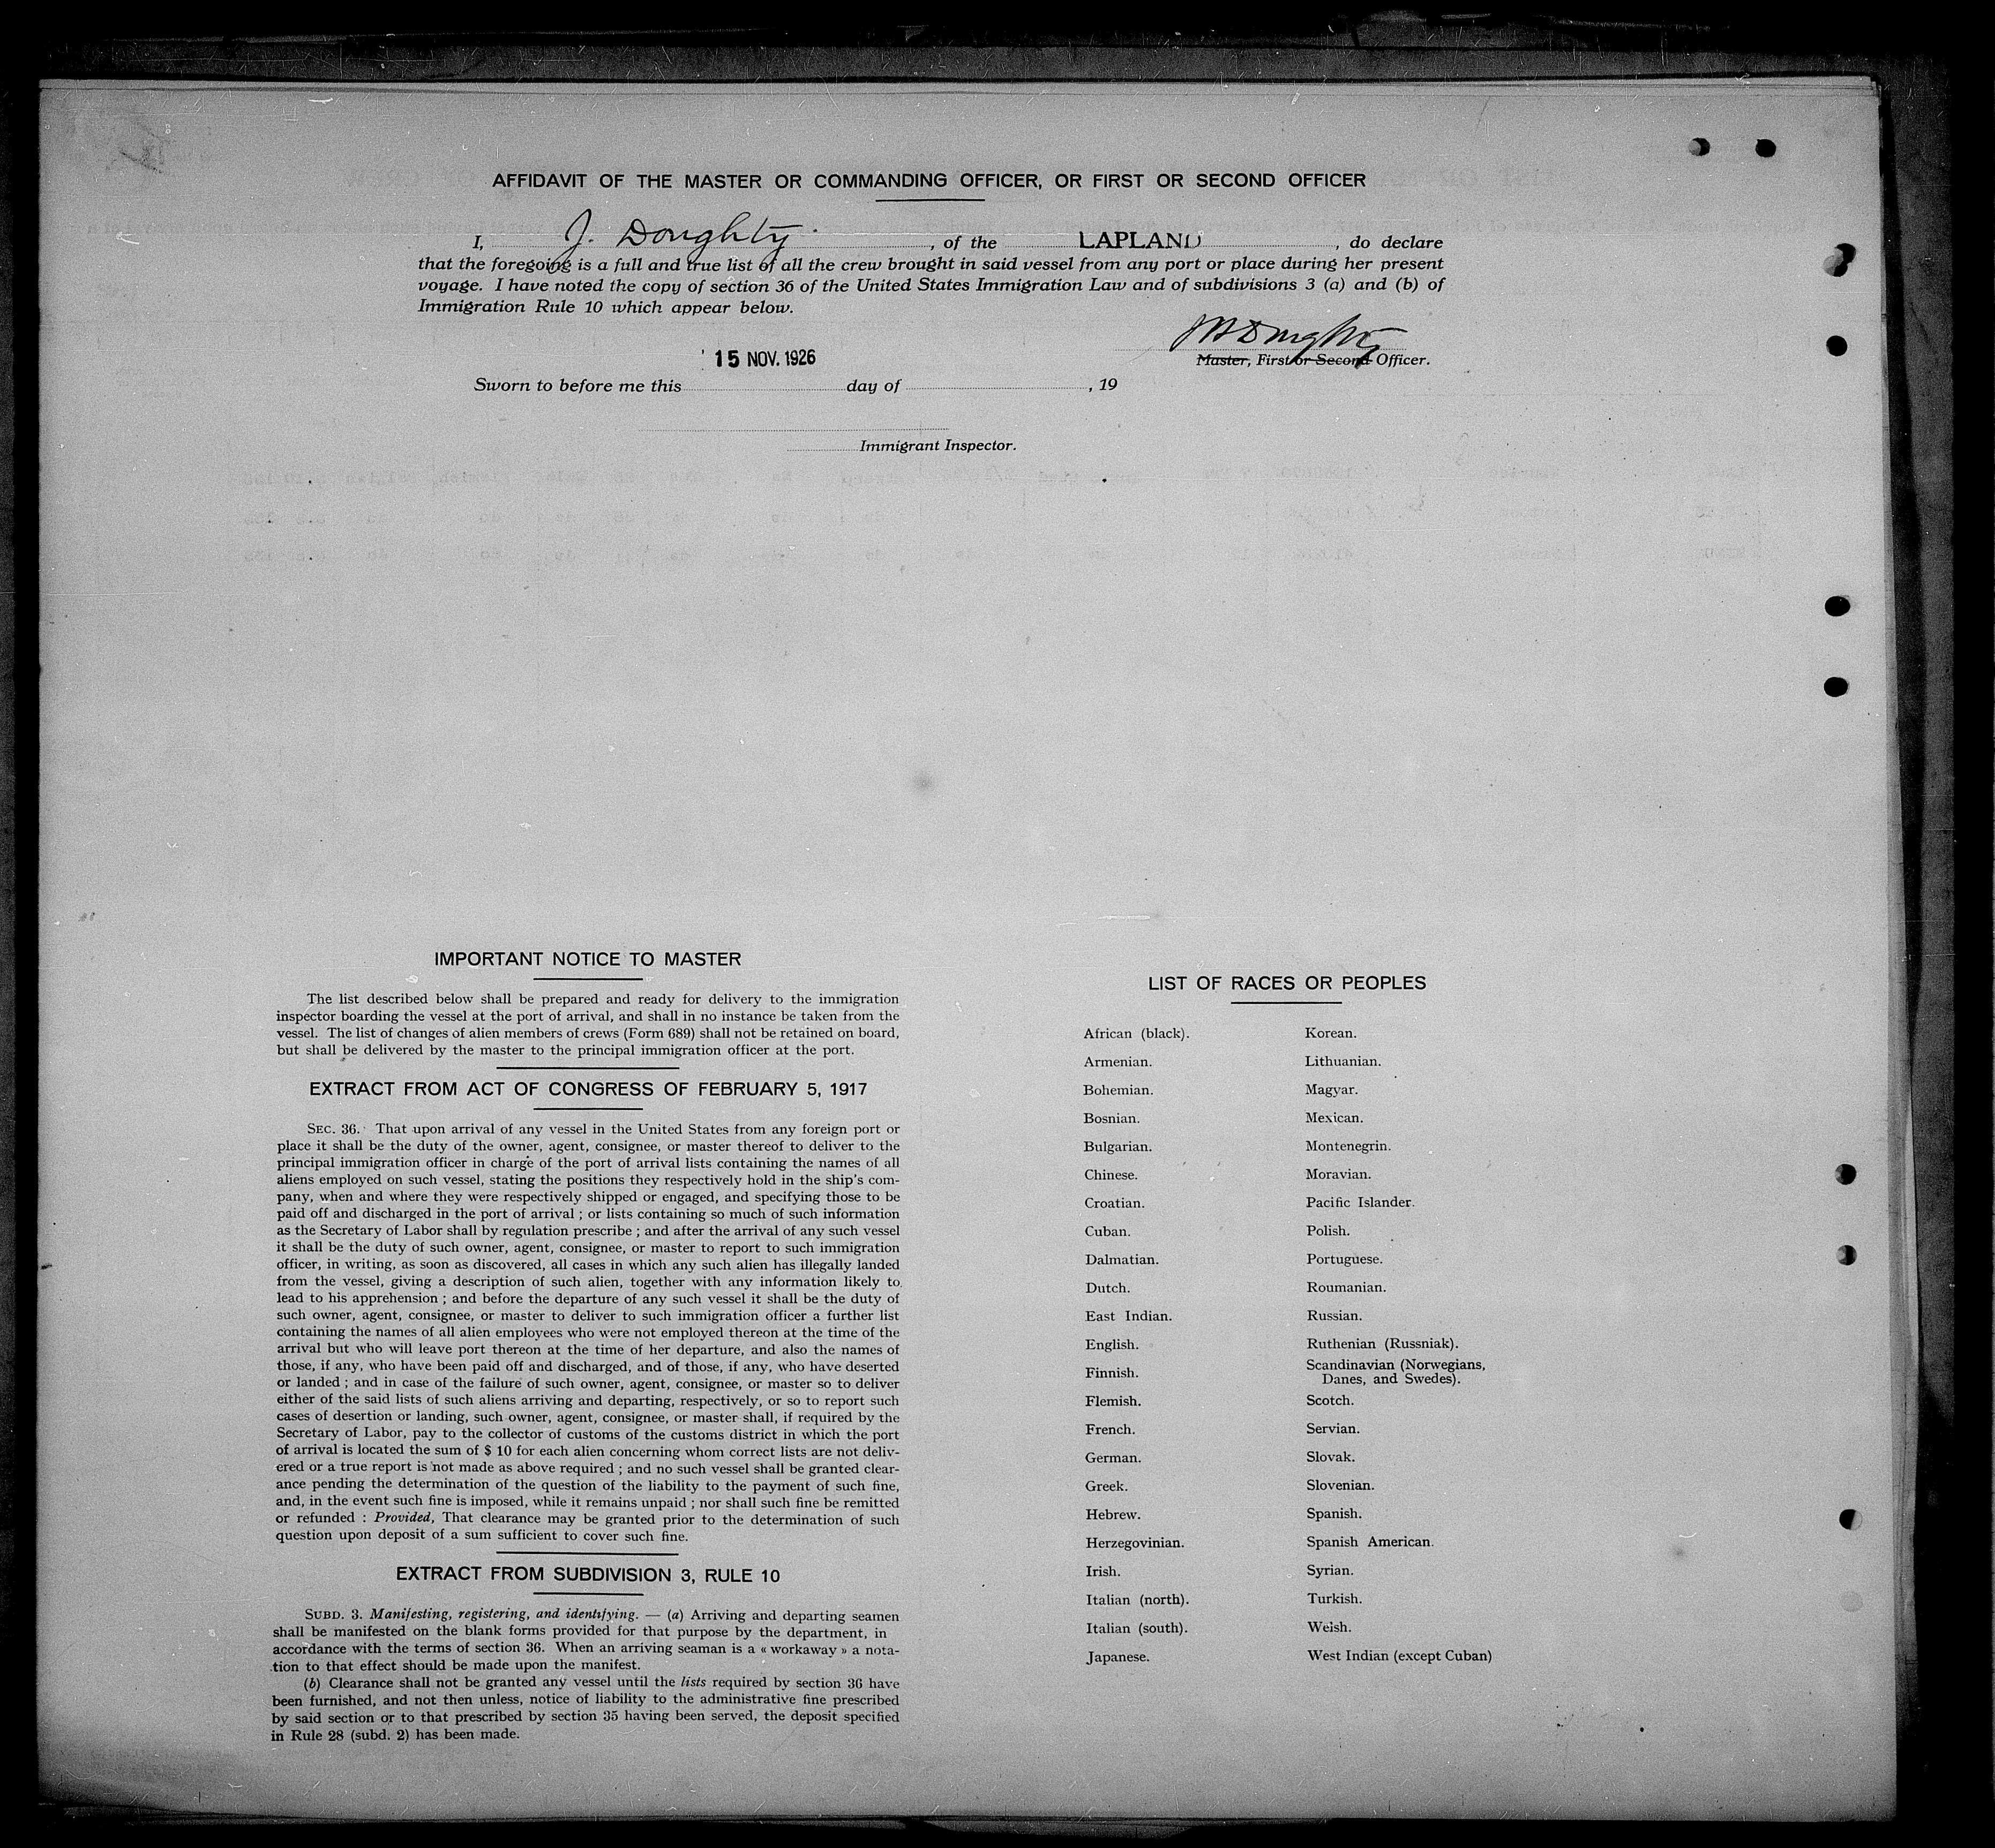 AFFIDAVIT OF THE MASTER OR COMMANDING OFFICER, OR FIRST OR SECOND OFFICER
I, J. Doughty, of the LAPLAND, do declare
that the foregoing is a full and true list of all the crew brought in said vessel from any port or place during her present
voyage. I have noted the copy of section 36 of the United States Immigration Law and of subdivisions 3 (a) and (b) of
Immigration Rule 10 which appear below.
Doughty
15 NOV. 1926
Master, First or Second Officer.
Sworn to before me this day of , 19
Immigrant Inspector.
IMPORTANT NOTICE TO MASTER
The list described below shall be prepared and ready for delivery to the immigration
inspector boarding the vessel at the port of arrival, and shall in no instance be taken from the
vessel. The list of changes of alien members of crews (Form 689) shall not be retained on board,
but shall be delivered by the master to the principal immigration officer at the port.
EXTRACT FROM ACT OF CONGRESS OF FEBRUARY 5, 1917
SEC. 36. That upon arrival of any vessel in the United States from any foreign port or
place it shall be the duty of the owner, agent, consignee, or master thereof to deliver to the
principal immigration officer in charge of the port of arrival lists containing the names of all
aliens employed on such vessel, stating the positions they respectively hold in the ship's com-
pany, when and where they were respectively shipped or engaged, and specifying those to be
paid off and discharged in the port of arrival ; or lists containing so much of such information
as the Secretary of Labor shall by regulation prescribe ; and after the arrival of any such vessel
it shall be the duty of such owner, agent, consignee, or master to report to such immigration
officer, in writing, as soon as discovered, all cases in which any such alien has illegally landed
from the vessel, giving a description of such alien, together with any information likely to
lead to his apprehension ; and before the departure of any such vessel it shall be the duty of
such owner, agent, consignee, or master to deliver to such immigration officer a further list
containing the names of all alien employees who were not employed thereon at the time of the
arrival but who will leave port thereon at the time of her departure, and also the names of
those, if any, who have been paid off and discharged, and of those, if any, who have deserted
or landed ; and in case of the failure of such owner, agent, consignee, or master so to deliver
either of the said lists of such aliens arriving and departing, respectively, or so to report such
cases of desertion or landing, such owner, agent, consignee, or master shall, if required by the
Secretary of Labor, pay to the collector of customs of the customs district in which the port
of arrival is located the sum of $ 10 for each alien concerning whom correct lists are not deliv-
ered or a true report is not made as above required ; and no such vessel shall be granted clear-
ance pending the determination of the question of the liability to the payment of such fine,
and, in the event such fine is imposed, while it remains unpaid ; nor shall such fine be remitted
or refunded : Provided, That clearance may be granted prior to the determination of such
question upon deposit of a sum sufficient to cover such fine.
EXTRACT FROM SUBDIVISION 3, RULE 10
SUBD. 3. Manifesting, registering, and identifying. — (a) Arriving and departing seamen
shall be manifested on the blank forms provided for that purpose by the department, in
accordance with the terms of section 36. When an arriving seaman is a « workaway » a nota-
tion to that effect should be made upon the manifest.
(b) Clearance shall not be granted any vessel until the lists required by section 36 have
been furnished, and not then unless, notice of liability to the administrative fine prescribed
by said section or to that prescribed by section 35 having been served, the deposit specified
in Rule 28 (subd. 2) has been made.
LIST OF RACES OR PEOPLES
African (black).
Armenian.
Bohemian.
Bosnian.
Bulgarian.
Chinese.
Croatian.
Cuban.
Dalmatian.
Dutch.
East Indian.
English.
Finnish.
Flemish.
French.
German.
Greek.
Hebrew.
Herzegovinian.
Irish.
Italian (north).
Italian (south).
Japanese.
Korean.
Lithuanian.
Magyar.
Mexican.
Montenegrin.
Moravian.
Pacific Islander.
Polish.
Portuguese.
Roumanian.
Russian.
Ruthenian (Russniak).
Scandinavian (Norwegians,
Danes, and Swedes).
Scotch.
Servian.
Slovak.
Slovenian.
Spanish.
Spanish American.
Syrian.
Turkish.
Welsh.
West Indian (except Cuban)